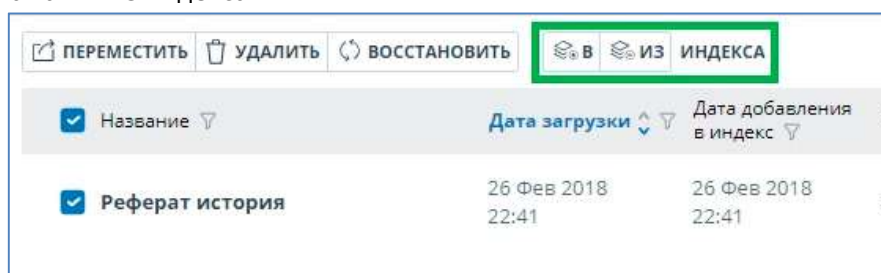 ПЕРЕМЕСТИТЬ УДАЛИТЬ ВОССТАНОВИТЬ В ИЗ ИНДЕКСА
Название Дата загрузки Дата добавления
в индекс
Реферат история 26 Фев 2018 26 Фев 2018
22:41 22:41